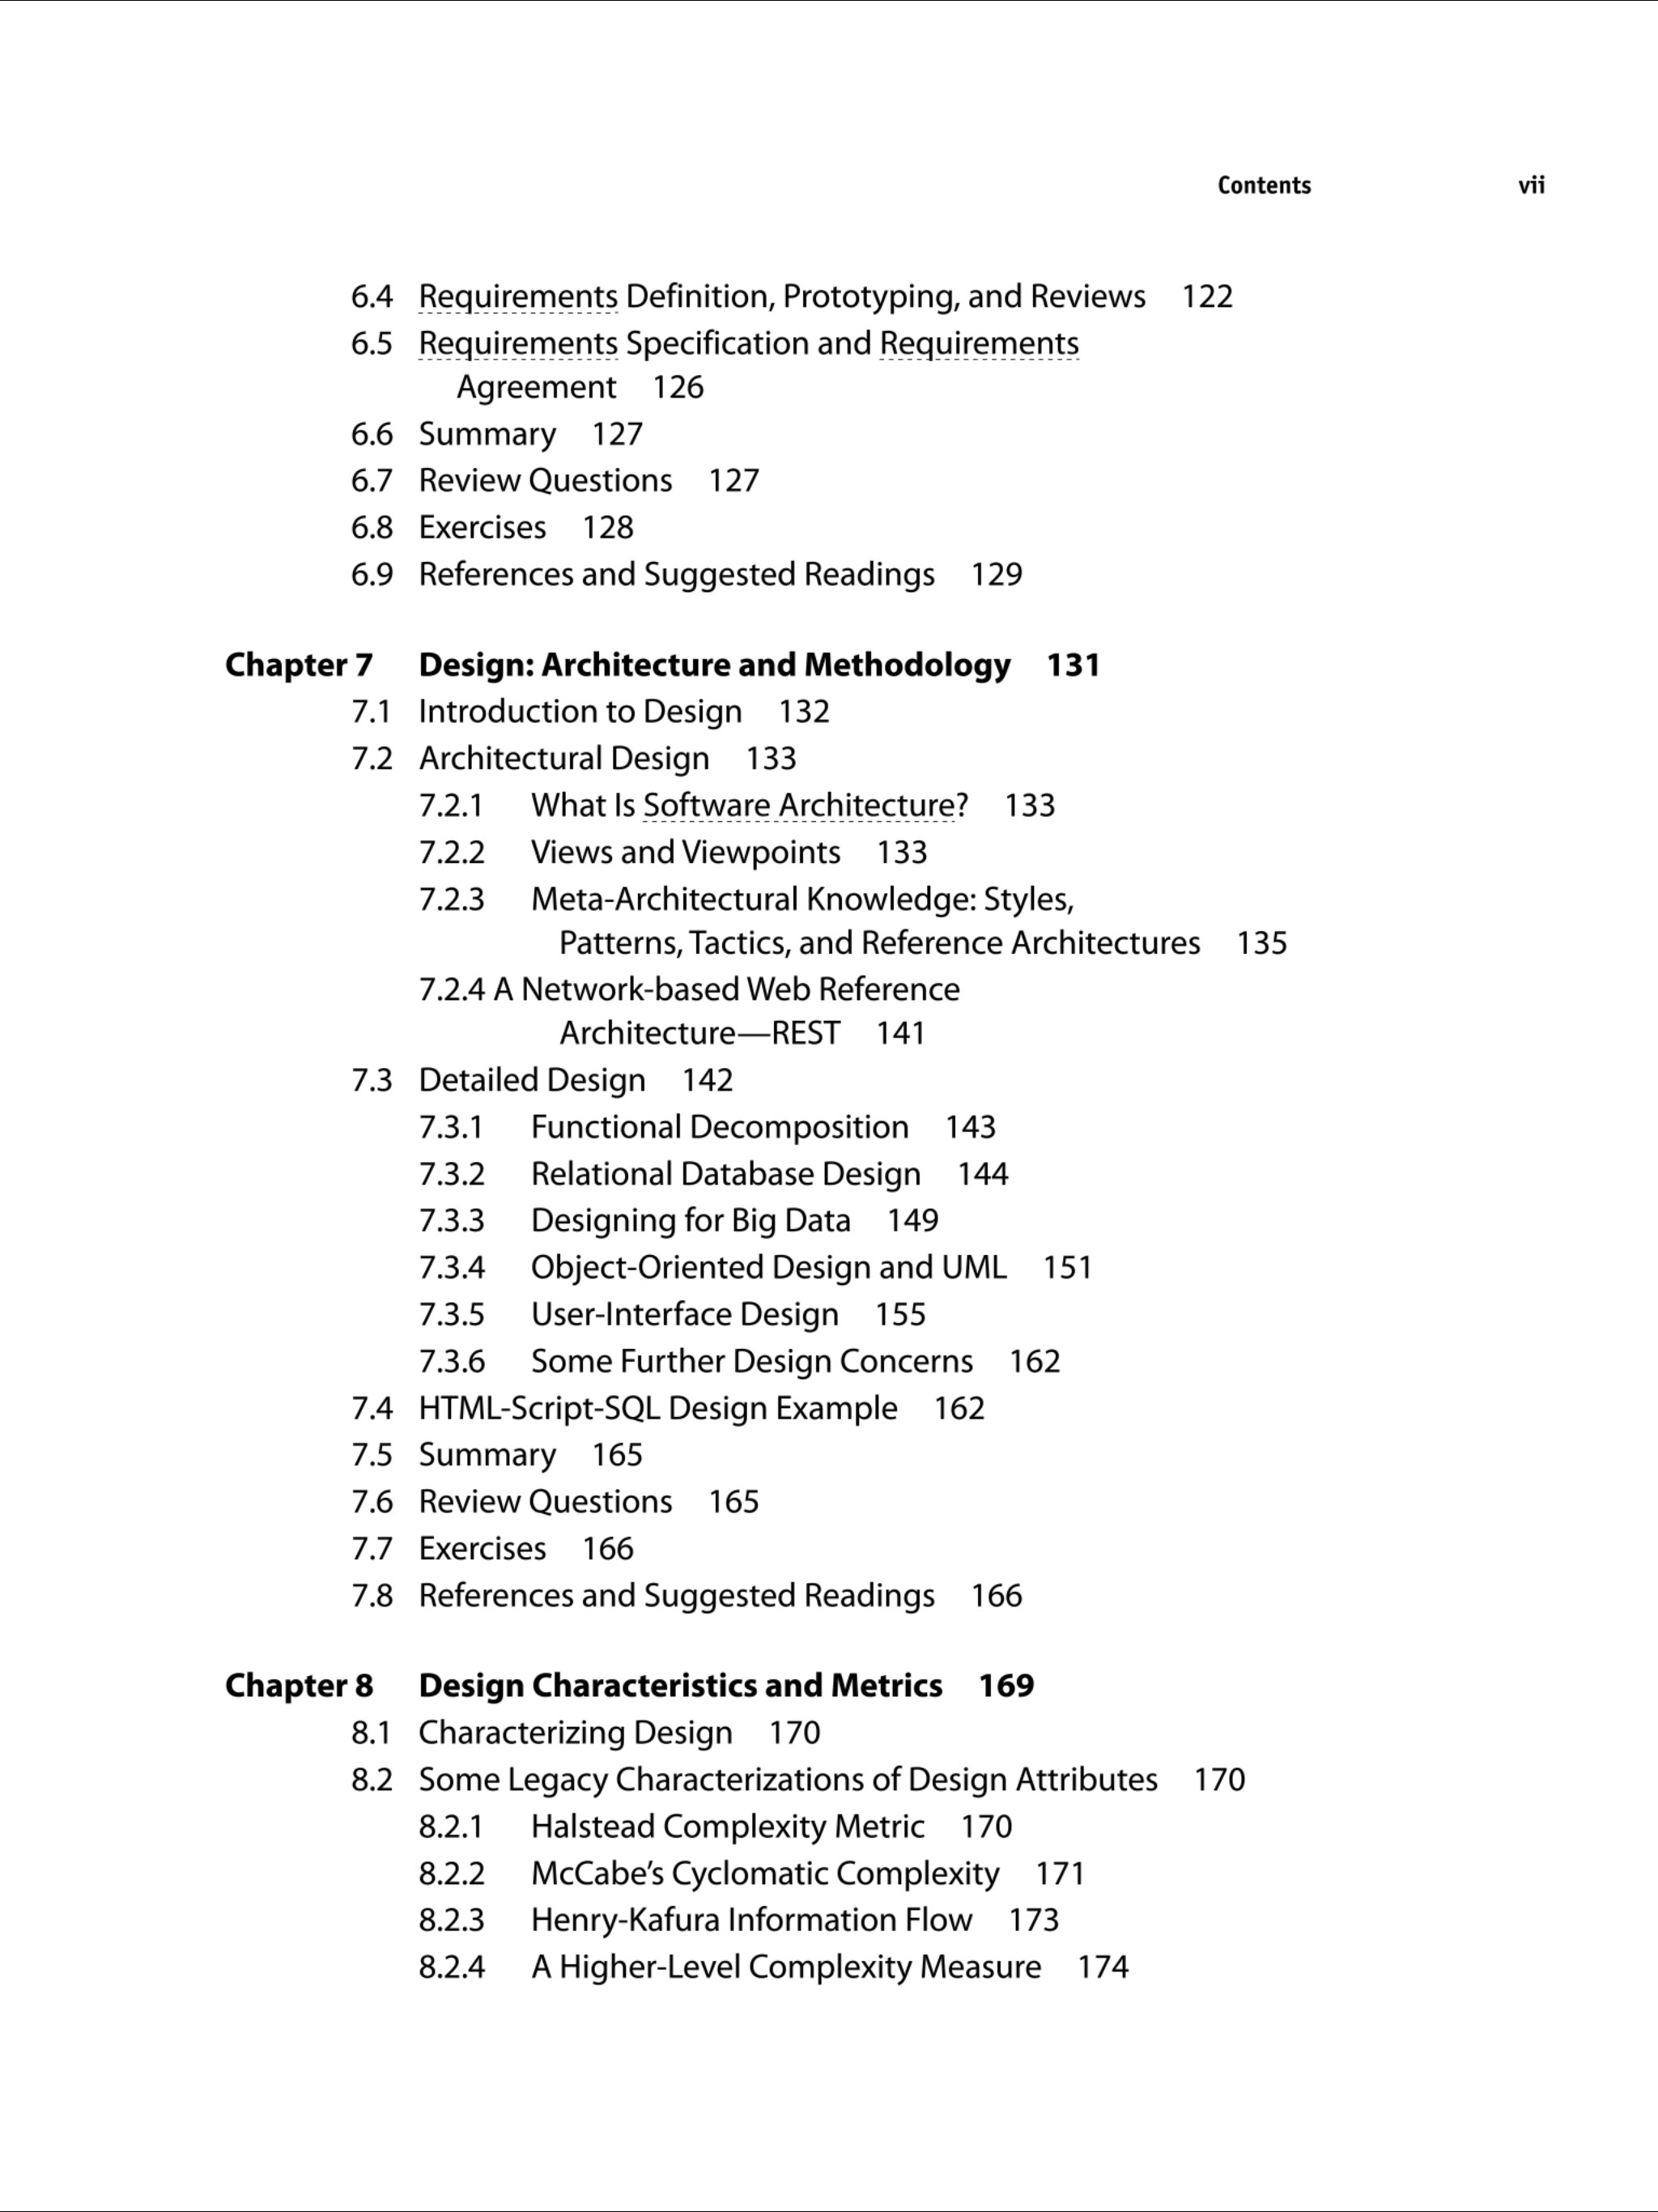 Contents vii
6.4 Requirements Definition, Prototyping, and Reviews 122
6.5 Requirements Specification and Requirements
Agreement 126
6.6 Summary 127
6.7 Review Questions 127
6.8 Exercises 128
6.9 References and Suggested Readings 129
Chapter 7 Design: Architecture and Methodology 131
7.1 Introduction to Design 132
7.2 Architectural Design 133
7.2.1 What Is Software Architecture? 133
7.2.2 Views and Viewpoints 133
7.2.3 Meta-Architectural Knowledge: Styles,
Patterns, Tactics, and Reference Architectures 135
7.2.4 A Network-based Web Reference
Architecture—REST 141
7.3 Detailed Design 142
7.3.1 Functional Decomposition 143
7.3.2 Relational Database Design 144
7.3.3 Designing for Big Data 149
7.3.4 Object-Oriented Design and UML 151
7.3.5 User-Interface Design 155
7.3.6 Some Further Design Concerns 162
7.4 HTML-Script-SQL Design Example 162
7.5 Summary 165
7.6 Review Questions 165
7.7 Exercises 166
7.8 References and Suggested Readings 166
Chapter 8 Design Characteristics and Metrics 169
8.1 Characterizing Design 170
8.2 Some Legacy Characterizations of Design Attributes 170
8.2.1 Halstead Complexity Metric 170
8.2.2 McCabe’s Cyclomatic Complexity 171
8.2.3 Henry-Kafura Information Flow 173
8.2.4 A Higher-Level Complexity Measure 174